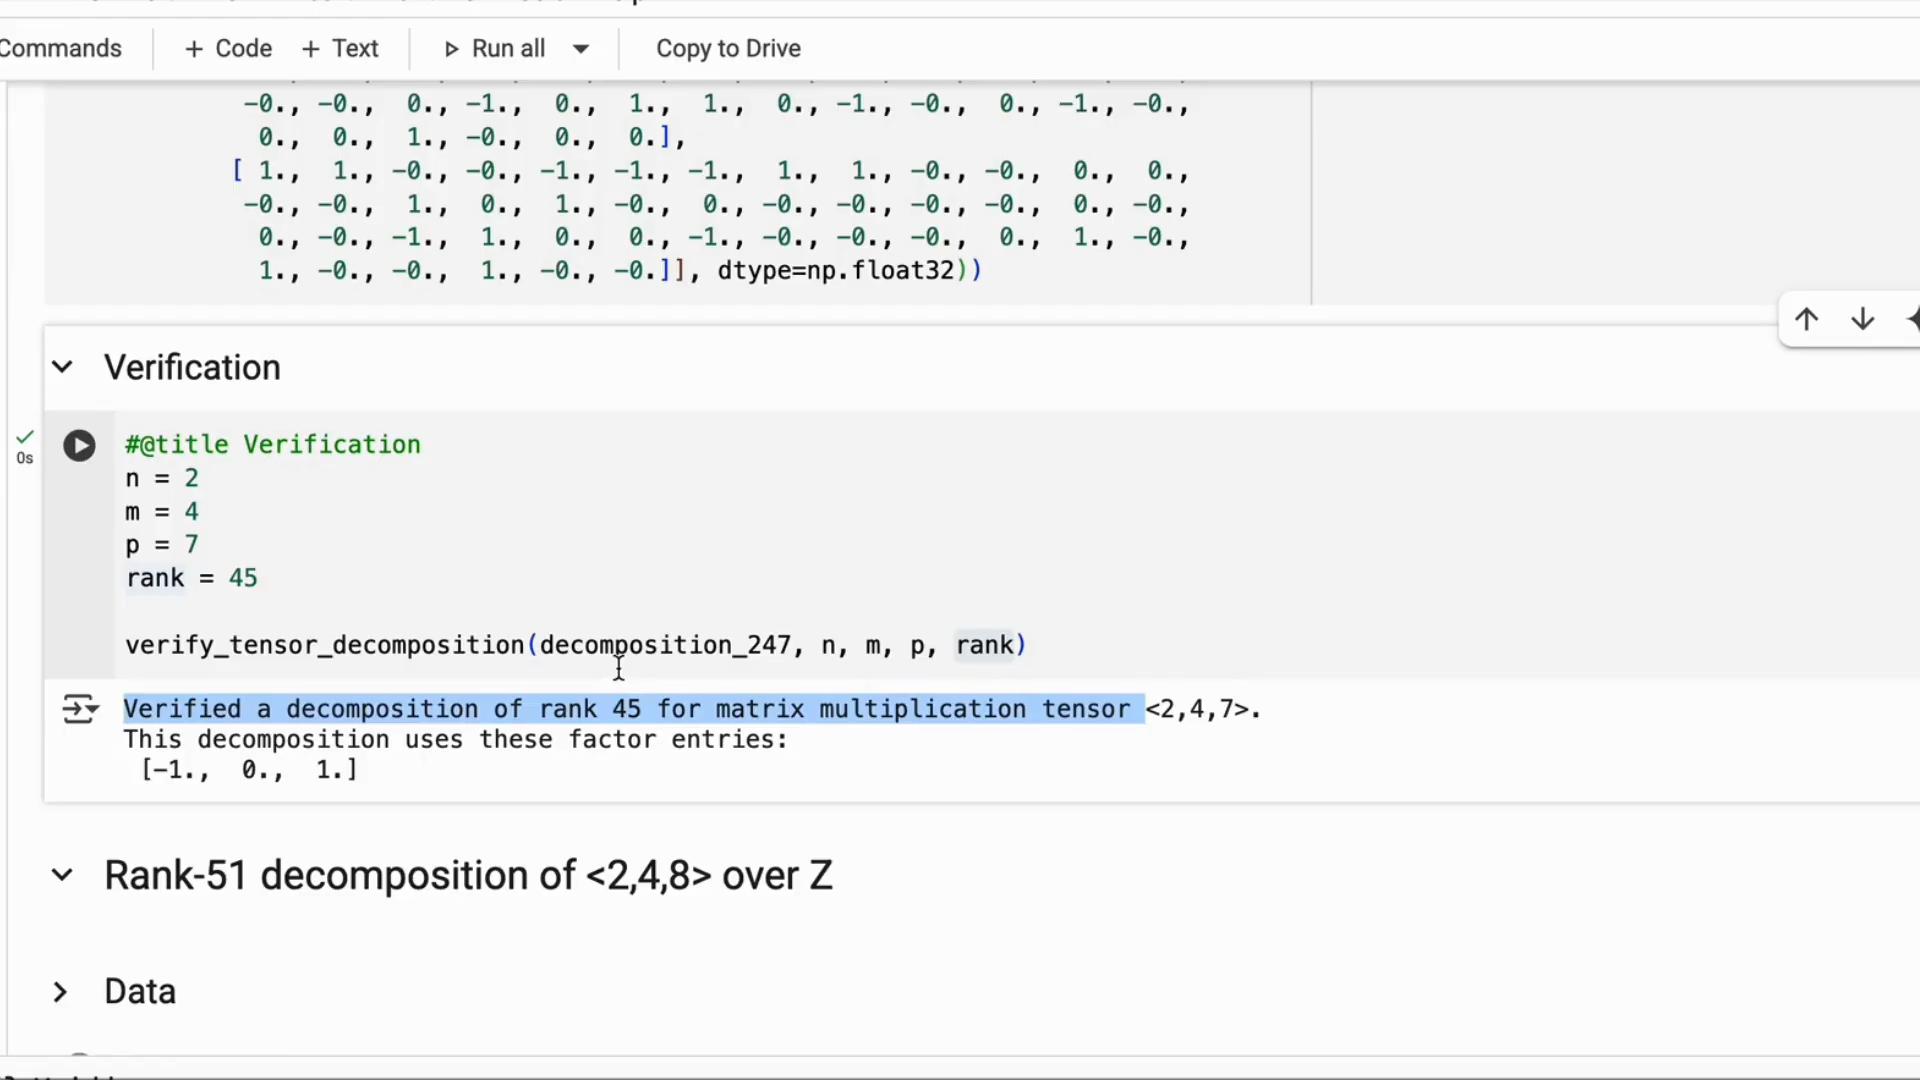 Commands + Code + Text Run all Copy to Drive
-0., -0., 0., -1., 0., 1., 1., 0., -1., -0., 0., -1., -0.,
0., 0., 1., -0., 0., 0.],
[ 1., 1., -0., -0., -1., -1., -1., 1., 1., -0., -0., 0., 0.,
-0., -0., 1., 0., 1., -0., 0., -0., -0., -0., -0., 0., -0.,
0., -0., -1., 1., 0., 0., -1., -0., -0., -0., 0., 1., -0.,
1., -0., -0., 1., -0., -0.]], dtype=np.float32))
Verification
0s
#@title Verification
n = 2
m = 4
p = 7
rank = 45
verify_tensor_decomposition(decomposition_247, n, m, p, rank)
Verified a decomposition of rank 45 for matrix multiplication tensor <2,4,7>.
This decomposition uses these factor entries:
[-1., 0., 1.]
Rank-51 decomposition of <2,4,8> over Z
Data